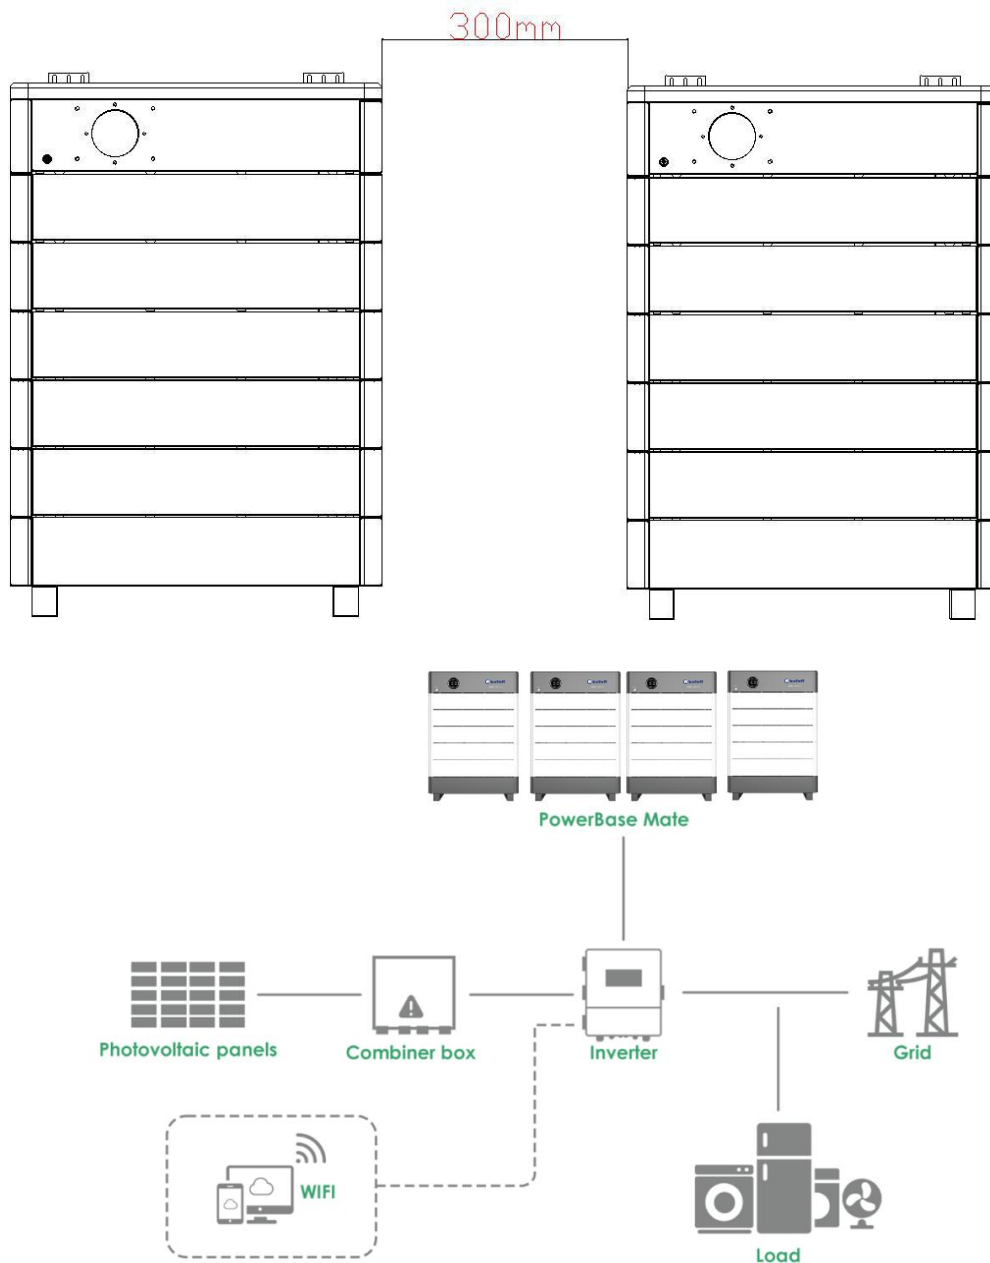 300mm
PowerBase Mate
Photovoltaic panels
Combiner box
Inverter
Grid
WIFI
Load